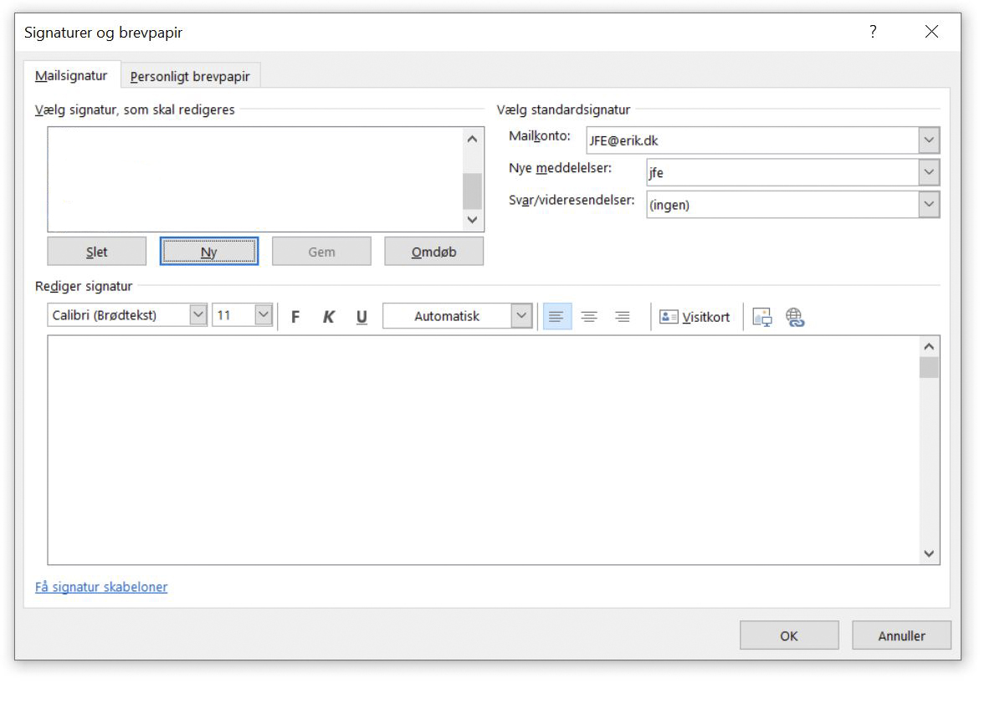 Signaturer og brevpapir ?
Mailsignatur Personligt brevpapir
Vælg signatur, som skal redigeres
Slet Ny Gem Omdøb
Vælg standardsignatur
Mailkonto: JFE@erik.dk
Nye meddelelser: jfe
Svar/videresendelser: (ingen)
Rediger signatur
Calibri (Brødtekst) 11 F K U Automatisk Visitkort
Få signatur skabeloner
OK Annuller